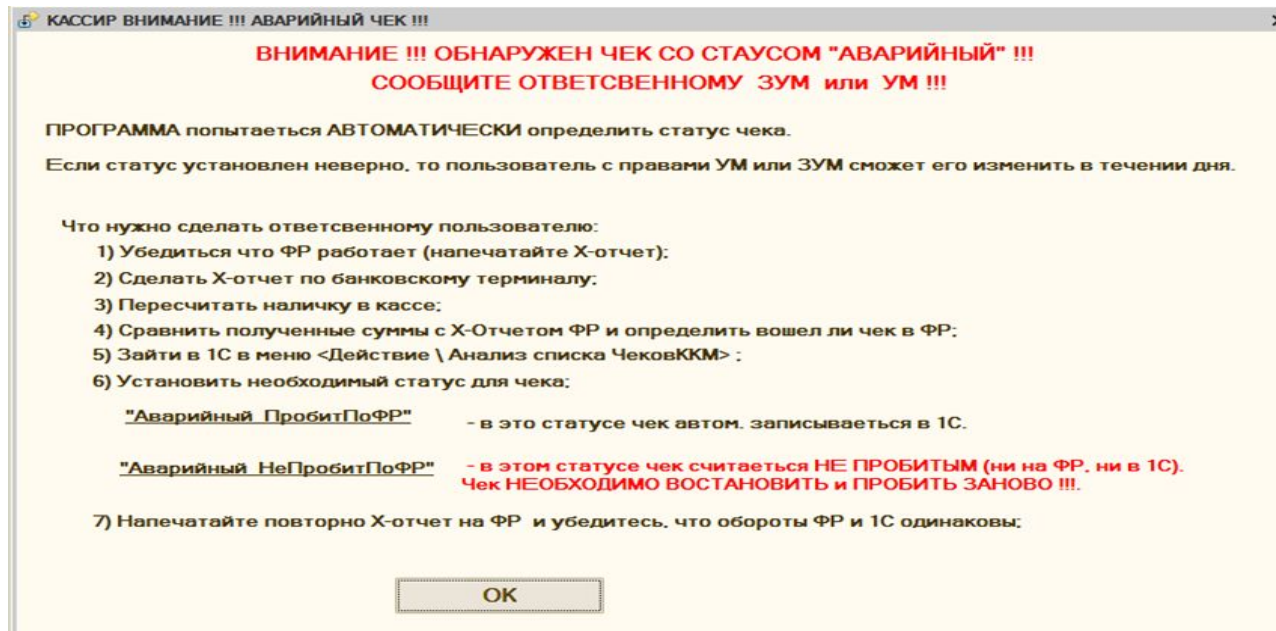 КАССИР ВНИМАНИЕ !!! АВАРИЙНЫЙ ЧЕК !!!
ВНИМАНИЕ !!! ОБНАРУЖЕН ЧЕК СО СТАУСОМ "АВАРИЙНЫЙ" !!!
СООБЩИТЕ ОТВЕТСВЕННОМУ ЗУМ или УМ !!!
ПРОГРАММА попытаеться АВТОМАТИЧЕСКИ определить статус чека.
Если статус установлен неверно, то пользователь с правами УМ или ЗУМ сможет его изменить в течении дня.
Что нужно сделать ответсвенному пользователю:
1) Убедиться что ФР работает (напечатайте Х-отчет);
2) Сделать Х-отчет по банковскому терминалу;
3) Пересчитать наличку в кассе;
4) Сравнить полученные суммы с Х-Отчетом ФР и определить вошел ли чек в ФР;
5) Зайти в 1С в меню <Действие \ Анализ списка ЧековККМ> ;
6) Установить необходимый статус для чека;
"Аварийный ПробитПоФР" - в это статусе чек автом. записываеться в 1С.
"Аварийный НеПробитПоФР" - в этом статусе чек считаеться НЕ ПРОБИТЫМ (ни на ФР, ни в 1С).
Чек НЕОБХОДИМО ВОСТАНОВИТЬ и ПРОБИТЬ ЗАНОВО !!!.
7) Напечатайте повторно Х-отчет на ФР и убедитесь, что обороты ФР и 1С одинаковы;
ОК